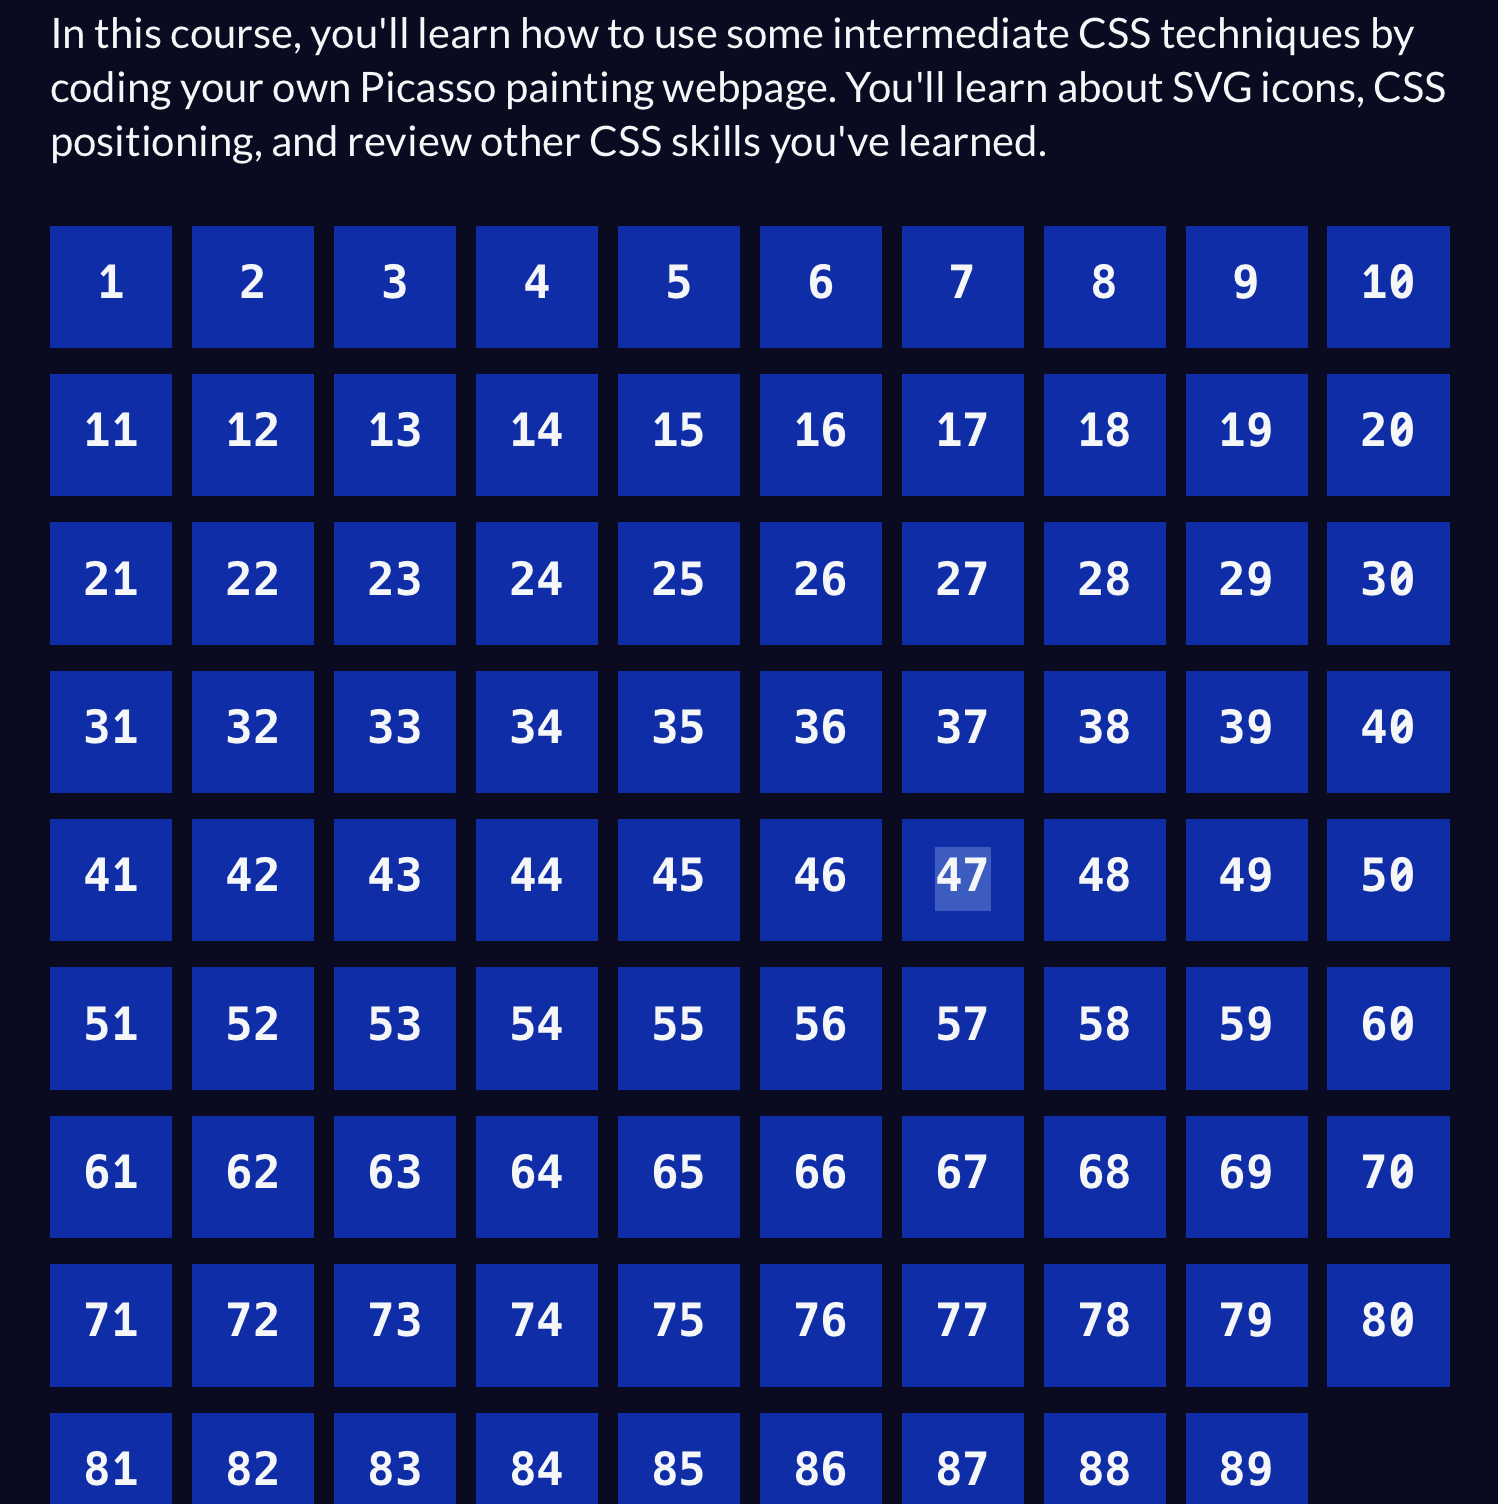 In this course, you'll learn how to use some intermediate CSS techniques by
coding your own Picasso painting webpage. You'll learn about SVG icons, CSS
positioning, and review other CSS skills you've learned.
1 2 3 4 5 6 7 8 9 10
11 12 13 14 15 16 17 18 19 20
21 22 23 24 25 26 27 28 29 30
31 32 33 34 35 36 37 38 39 40
41 42 43 44 45 46 47 48 49 50
51 52 53 54 55 56 57 58 59 60
61 62 63 64 65 66 67 68 69 70
71 72 73 74 75 76 77 78 79 80
81 82 83 84 85 86 87 88 89